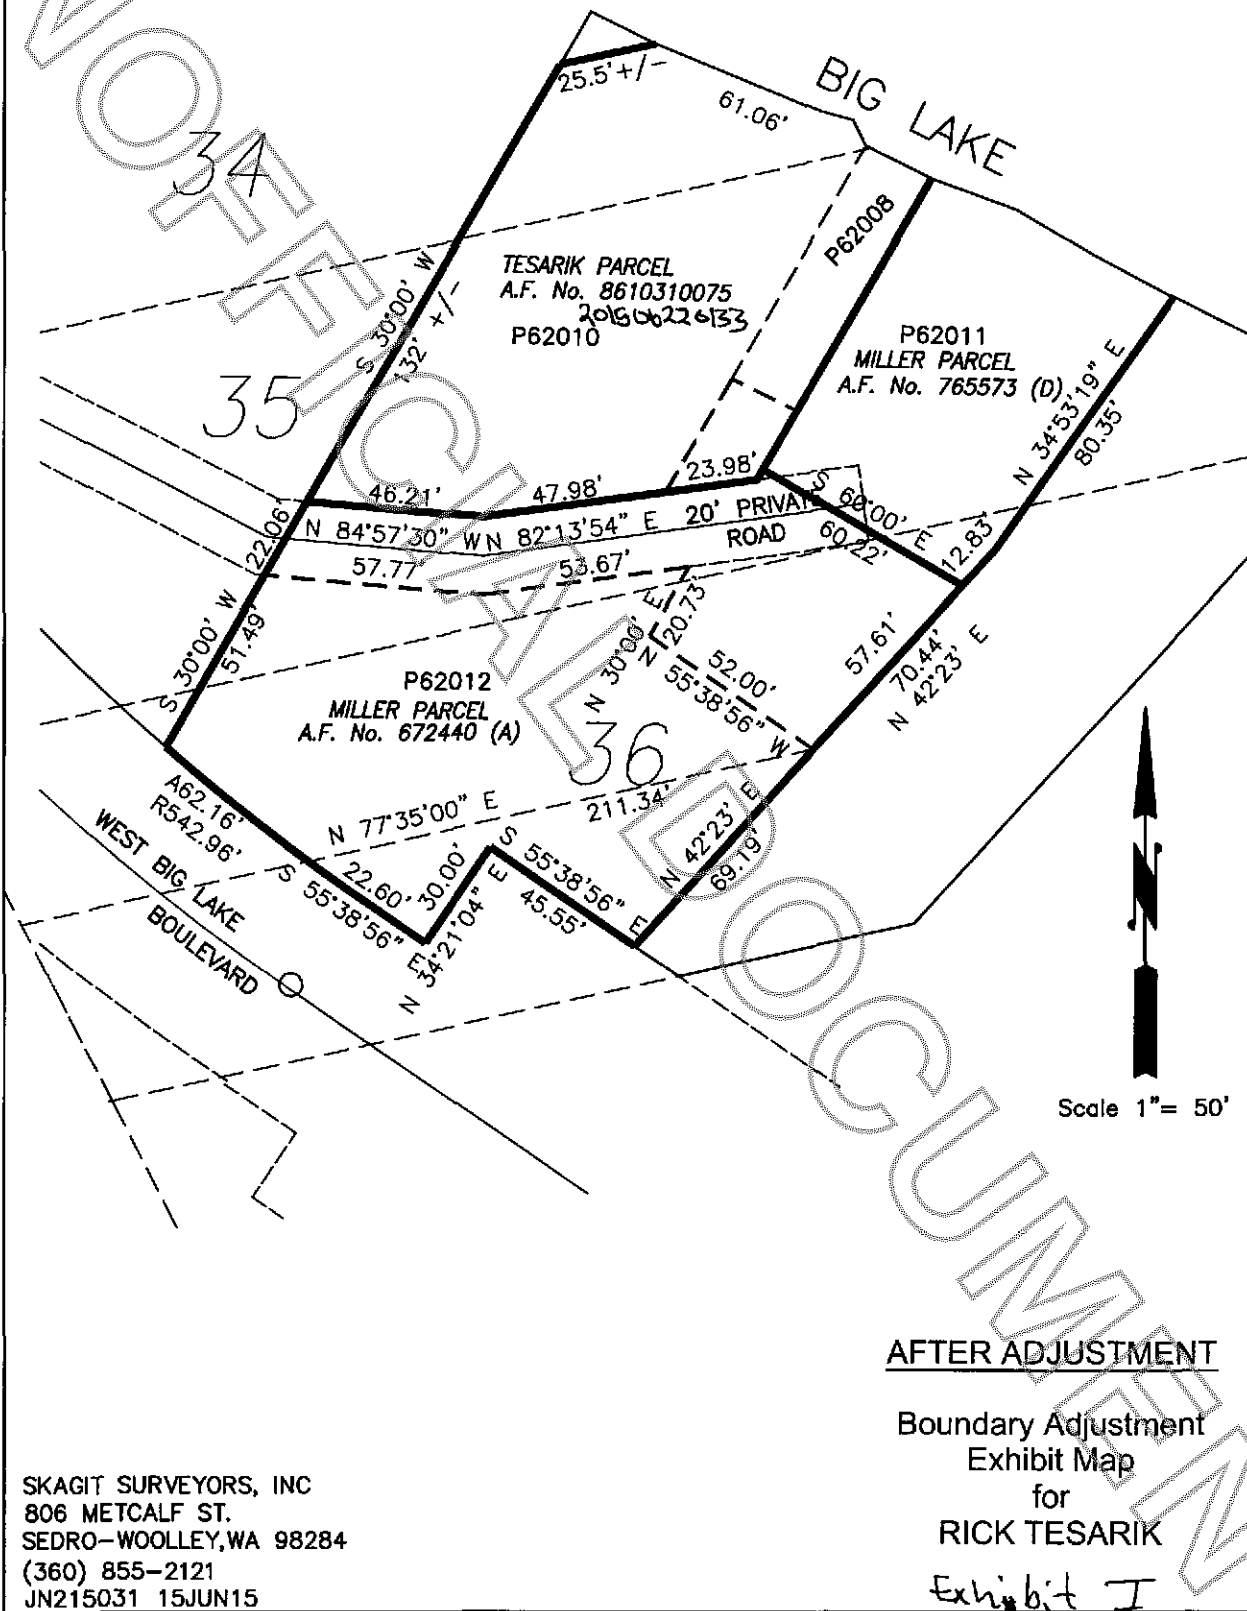 UNOFFICIAL DOCUMENT
BIG LAKE
25.5'+/-
61.06'
34
P62008
TESARIK PARCEL
A.F. No. 8610310075
P62010
P62011
MILLER PARCEL
A.F. No. 765573 (D)
S 30°00' W
132' +/-
N 34°53'19" E
80.35'
35
46.21'
47.98'
23.98'
22.06'
N 84°57'30" W
N 82°13'54" E
20' PRIVATE
ROAD
S 60°00' E
60.22'
12.83'
57.77'
53.67'
S 30°00' W
51.49'
N 30°00' E
20.73'
52.00'
N 55°38'56" W
57.61'
70.44'
N 42°23' E
P62012
MILLER PARCEL
A.F. No. 672440 (A)
36
A62.16'
R542.96'
N 77°35'00" E
211.34'
N 42°23' E
69.19'
WEST BIG LAKE
BOULEVARD
S 55°38'56" E
22.60'
30.00'
N 34°21'04" E
S 55°38'56" E
45.55'
N
Scale 1"= 50'
AFTER ADJUSTMENT
Boundary Adjustment
Exhibit Map
for
RICK TESARIK
Exhibit I
SKAGIT SURVEYORS, INC
806 METCALF ST.
SEDRO-WOOLLEY,WA 98284
(360) 855-2121
JN215031 15JUN15